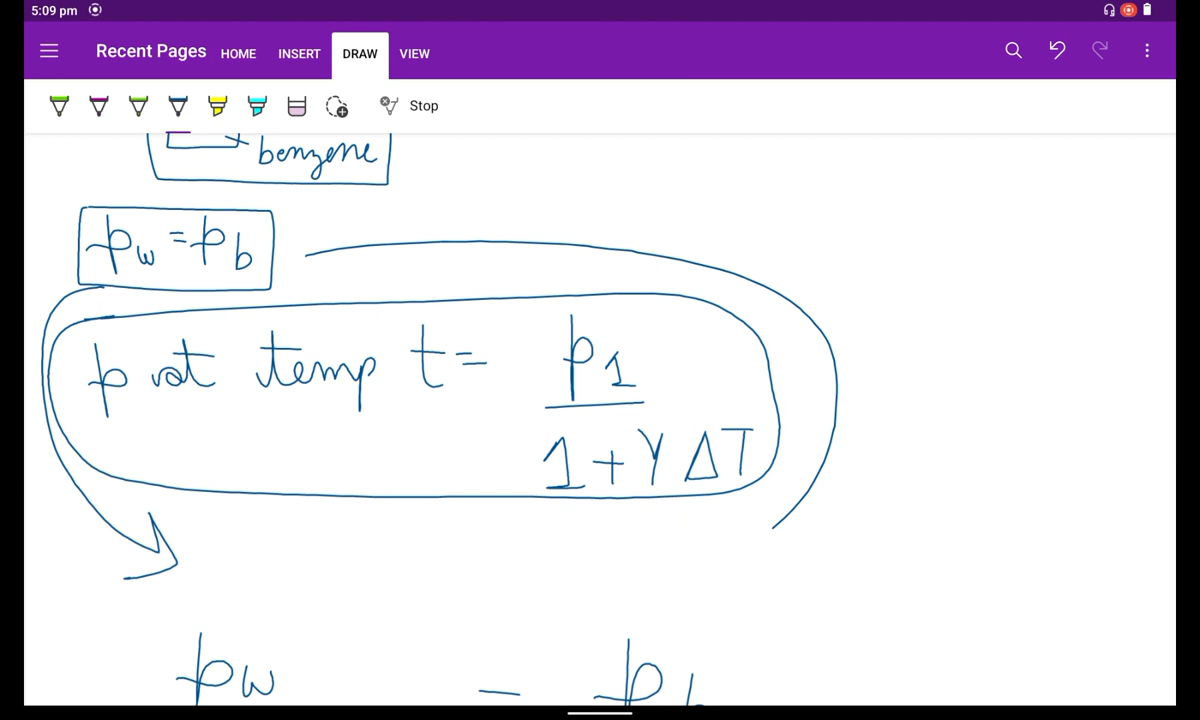 5:09 pm
Recent Pages HOME INSERT DRAW VIEW
Stop
benzene
ρw = ρb
ρ at temp t = ρ1
1 + γΔT
ρw = ρ